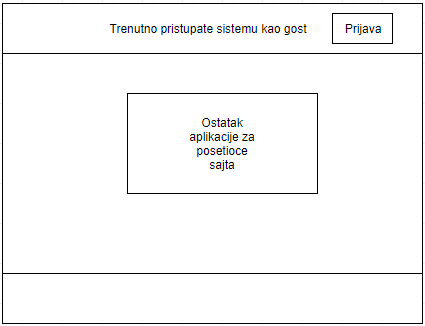 Trenutno pristupate sistemu kao gost
Prijava
Ostatak
aplikacije za
posetioce
sajta